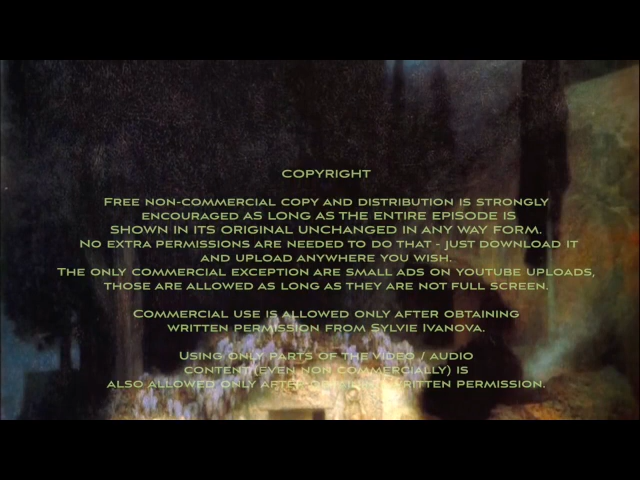 COPYRIGHT
FREE NON-COMMERCIAL COPY AND DISTRIBUTION IS STRONGLY
ENCOURAGED AS LONG AS THE ENTIRE EPISODE IS
SHOWN IN ITS ORIGINAL UNCHANGED IN ANY WAY FORM.
NO EXTRA PERMISSIONS ARE NEEDED TO DO THAT - JUST DOWNLOAD IT
AND UPLOAD ANYWHERE YOU WISH.
THE ONLY COMMERCIAL EXCEPTION ARE SMALL ADS ON YOUTUBE UPLOADS,
THOSE ARE ALLOWED AS LONG AS THEY ARE NOT FULL SCREEN.
COMMERCIAL USE IS ALLOWED ONLY AFTER OBTAINING
WRITTEN PERMISSION FROM SYLVIE IVANOVA.
USING ONLY PARTS OF THE VIDEO / AUDIO
CONTENT (EVEN NON COMMERCIALLY) IS
ALSO ALLOWED ONLY AFTER WRITTEN PERMISSION.